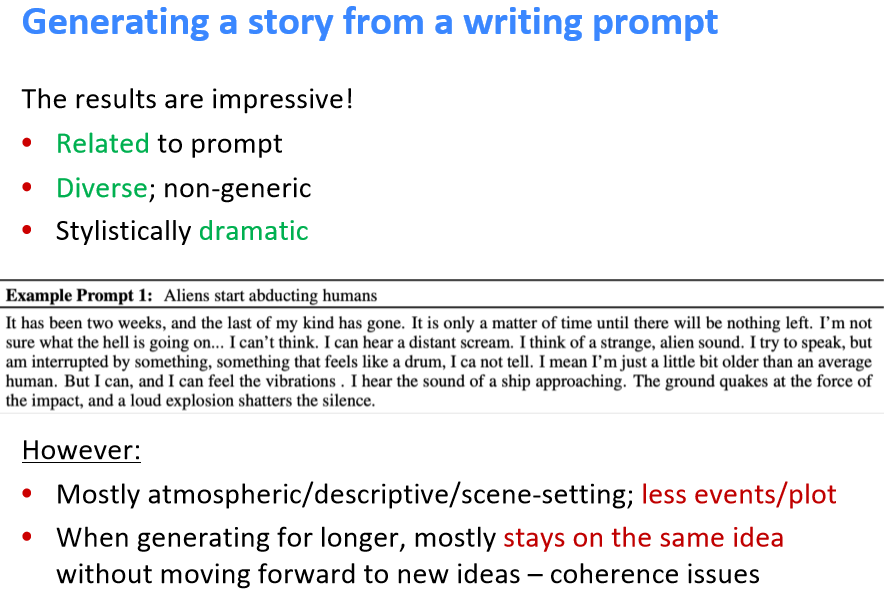 Generating a story from a writing prompt
The results are impressive!
• Related to prompt
• Diverse; non-generic
• Stylistically dramatic
Example Prompt 1: Aliens start abducting humans
It has been two weeks, and the last of my kind has gone. It is only a matter of time until there will be nothing left. I'm not
sure what the hell is going on... I can't think. I can hear a distant scream. I think of a strange, alien sound. I try to speak, but
am interrupted by something, something that feels like a drum, I ca not tell. I mean I'm just a little bit older than an average
human. But I can, and I can feel the vibrations . I hear the sound of a ship approaching. The ground quakes at the force of
the impact, and a loud explosion shatters the silence.
However:
• Mostly atmospheric/descriptive/scene-setting; less events/plot
• When generating for longer, mostly stays on the same idea
without moving forward to new ideas – coherence issues